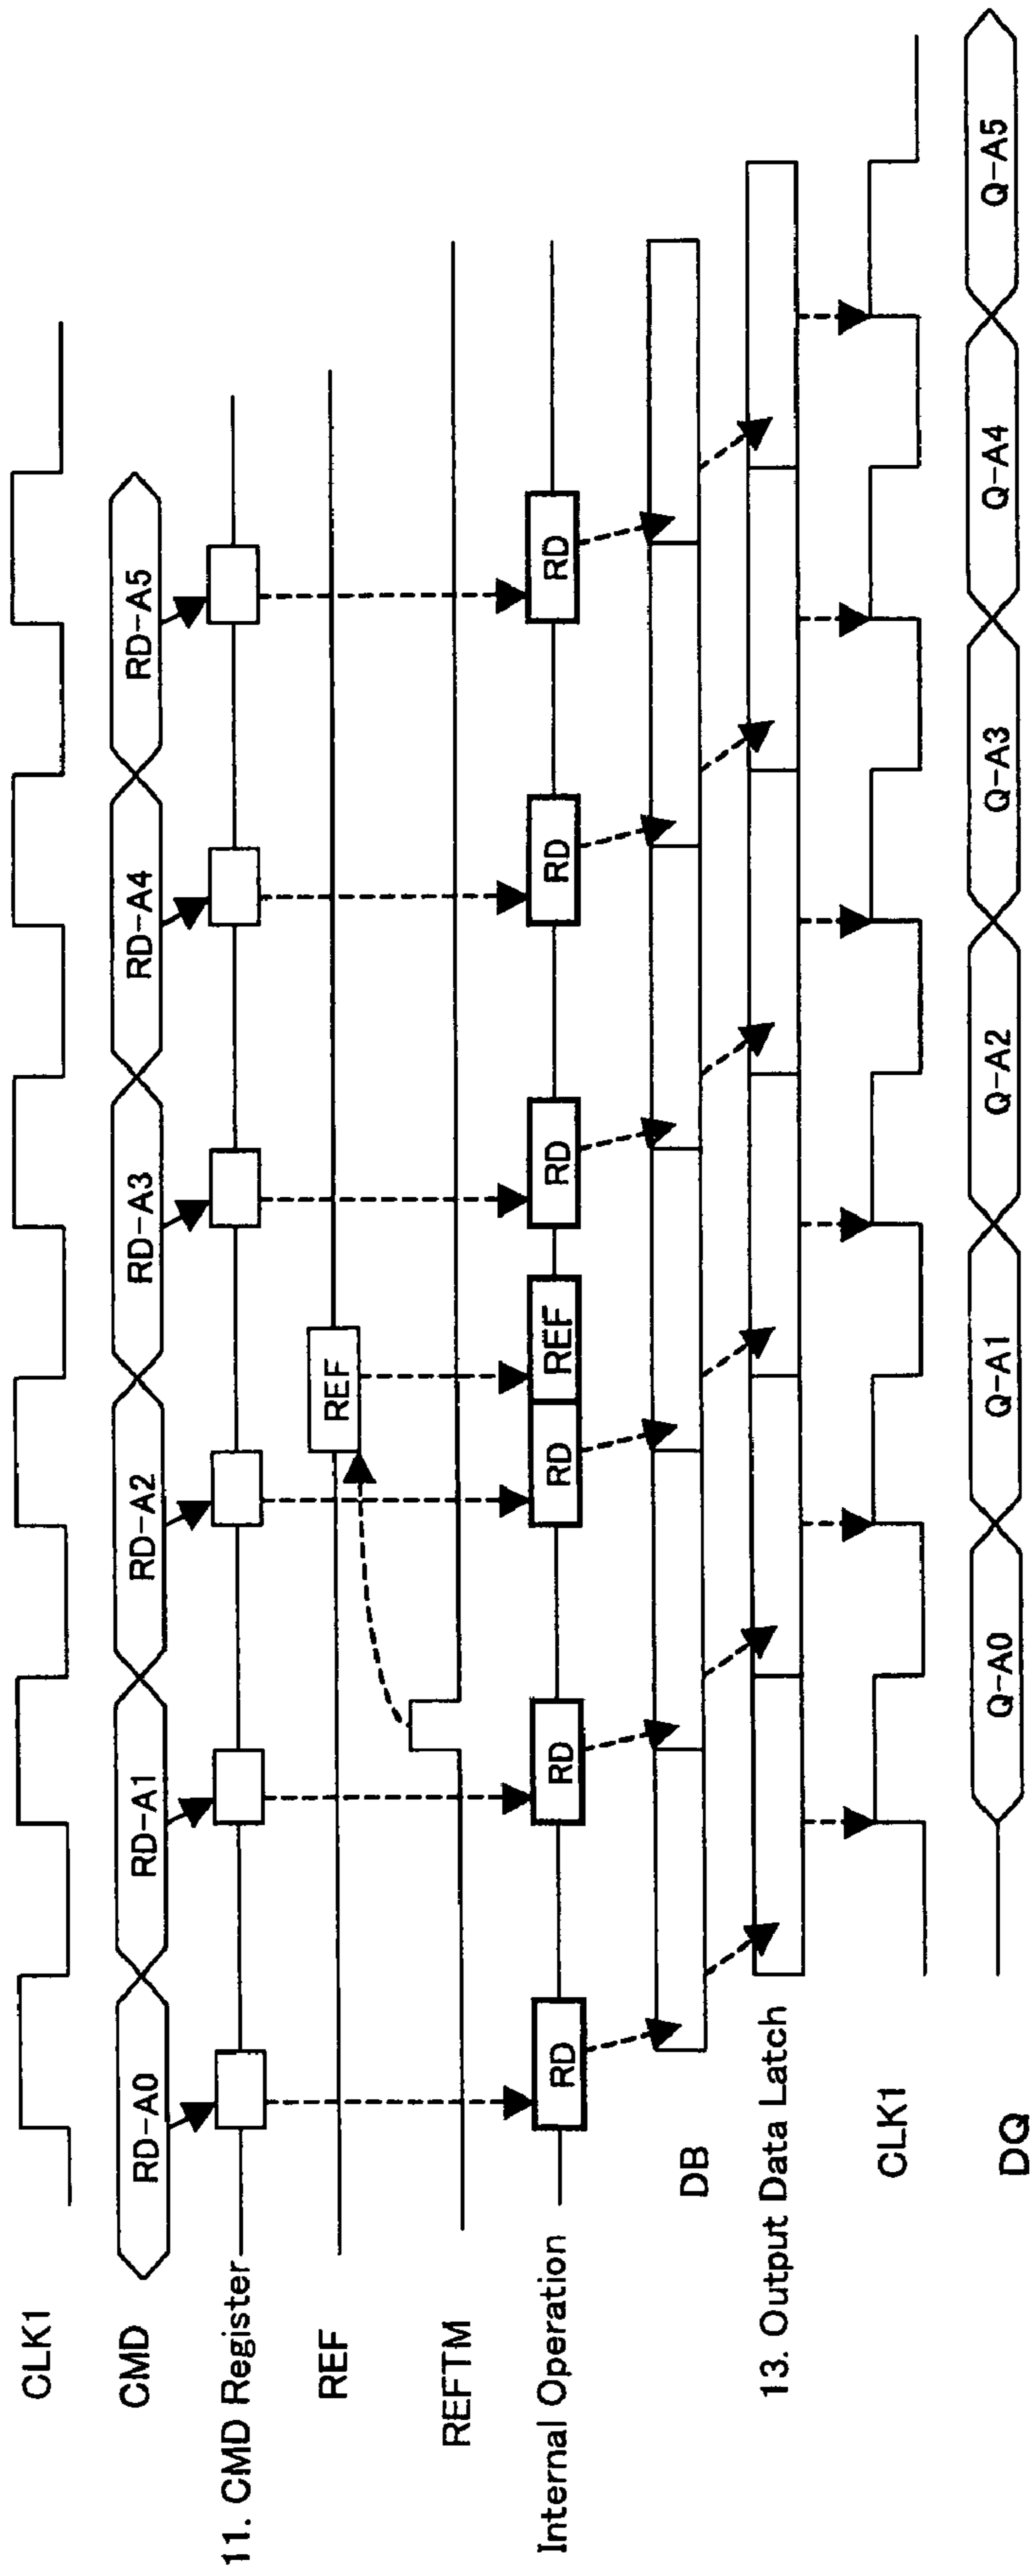 CLK1
CMD RD-A0 RD-A1 RD-A2 RD-A3 RD-A4 RD-A5
11. CMD Register
REF REF
REFTM
Internal Operation RD RD RD REF RD RD RD
DB
13. Output Data Latch
CLK1
DQ Q-A0 Q-A1 Q-A2 Q-A3 Q-A4 Q-A5